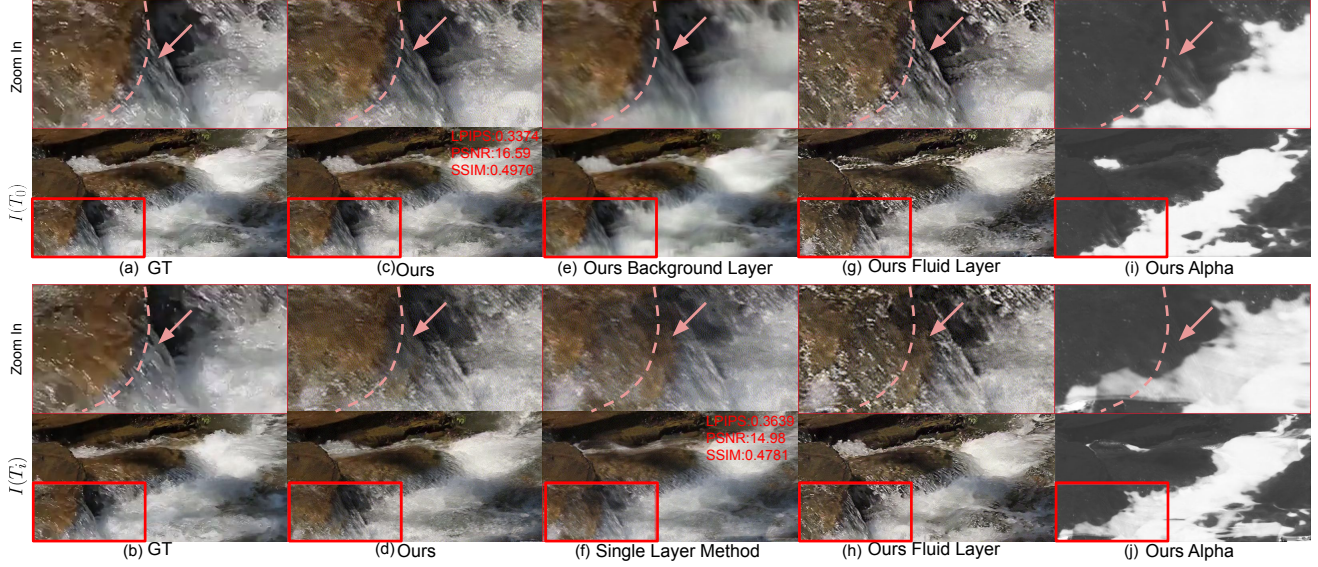 Zoom In
I(T₀)
LPIPS:0.3374
PSNR:16.59
SSIM:0.4970
(a) GT
(c) Ours
(e) Ours Background Layer
(g) Ours Fluid Layer
(i) Ours Alpha
Zoom In
I(Tᵢ)
LPIPS:0.3639
PSNR:14.98
SSIM:0.4781
(b) GT
(d) Ours
(f) Single Layer Method
(h) Ours Fluid Layer
(j) Ours Alpha